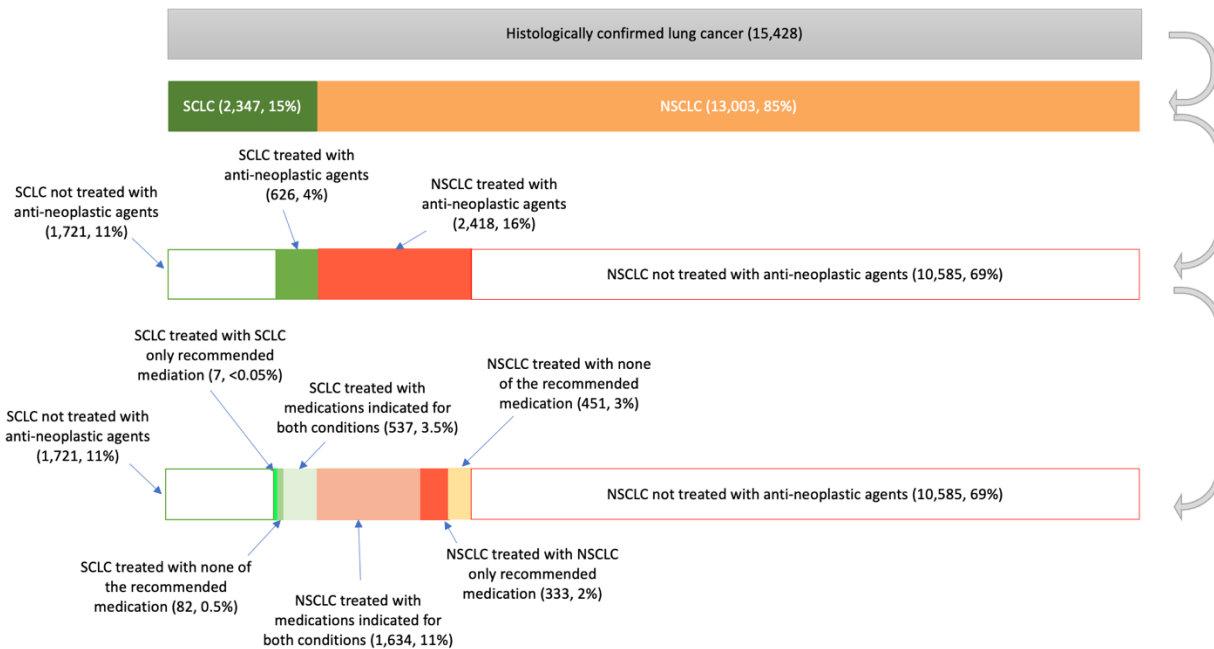 Histologically confirmed lung cancer (15,428)
SCLC (2,347, 15%)
NSCLC (13,003, 85%)
SCLC not treated with
anti-neoplastic agents
(1,721, 11%)
SCLC treated with
anti-neoplastic agents
(626, 4%)
NSCLC treated with
anti-neoplastic agents
(2,418, 16%)
NSCLC not treated with anti-neoplastic agents (10,585, 69%)
SCLC not treated with
anti-neoplastic agents
(1,721, 11%)
SCLC treated with SCLC
only recommended
mediation (7, <0.05%)
SCLC treated with
medications indicated for
both conditions (537, 3.5%)
NSCLC treated with none
of the recommended
medication (451, 3%)
NSCLC not treated with anti-neoplastic agents (10,585, 69%)
SCLC treated with none of
the recommended
medication (82, 0.5%)
NSCLC treated with
medications indicated for
both conditions (1,634, 11%)
NSCLC treated with NSCLC
only recommended
medication (333, 2%)